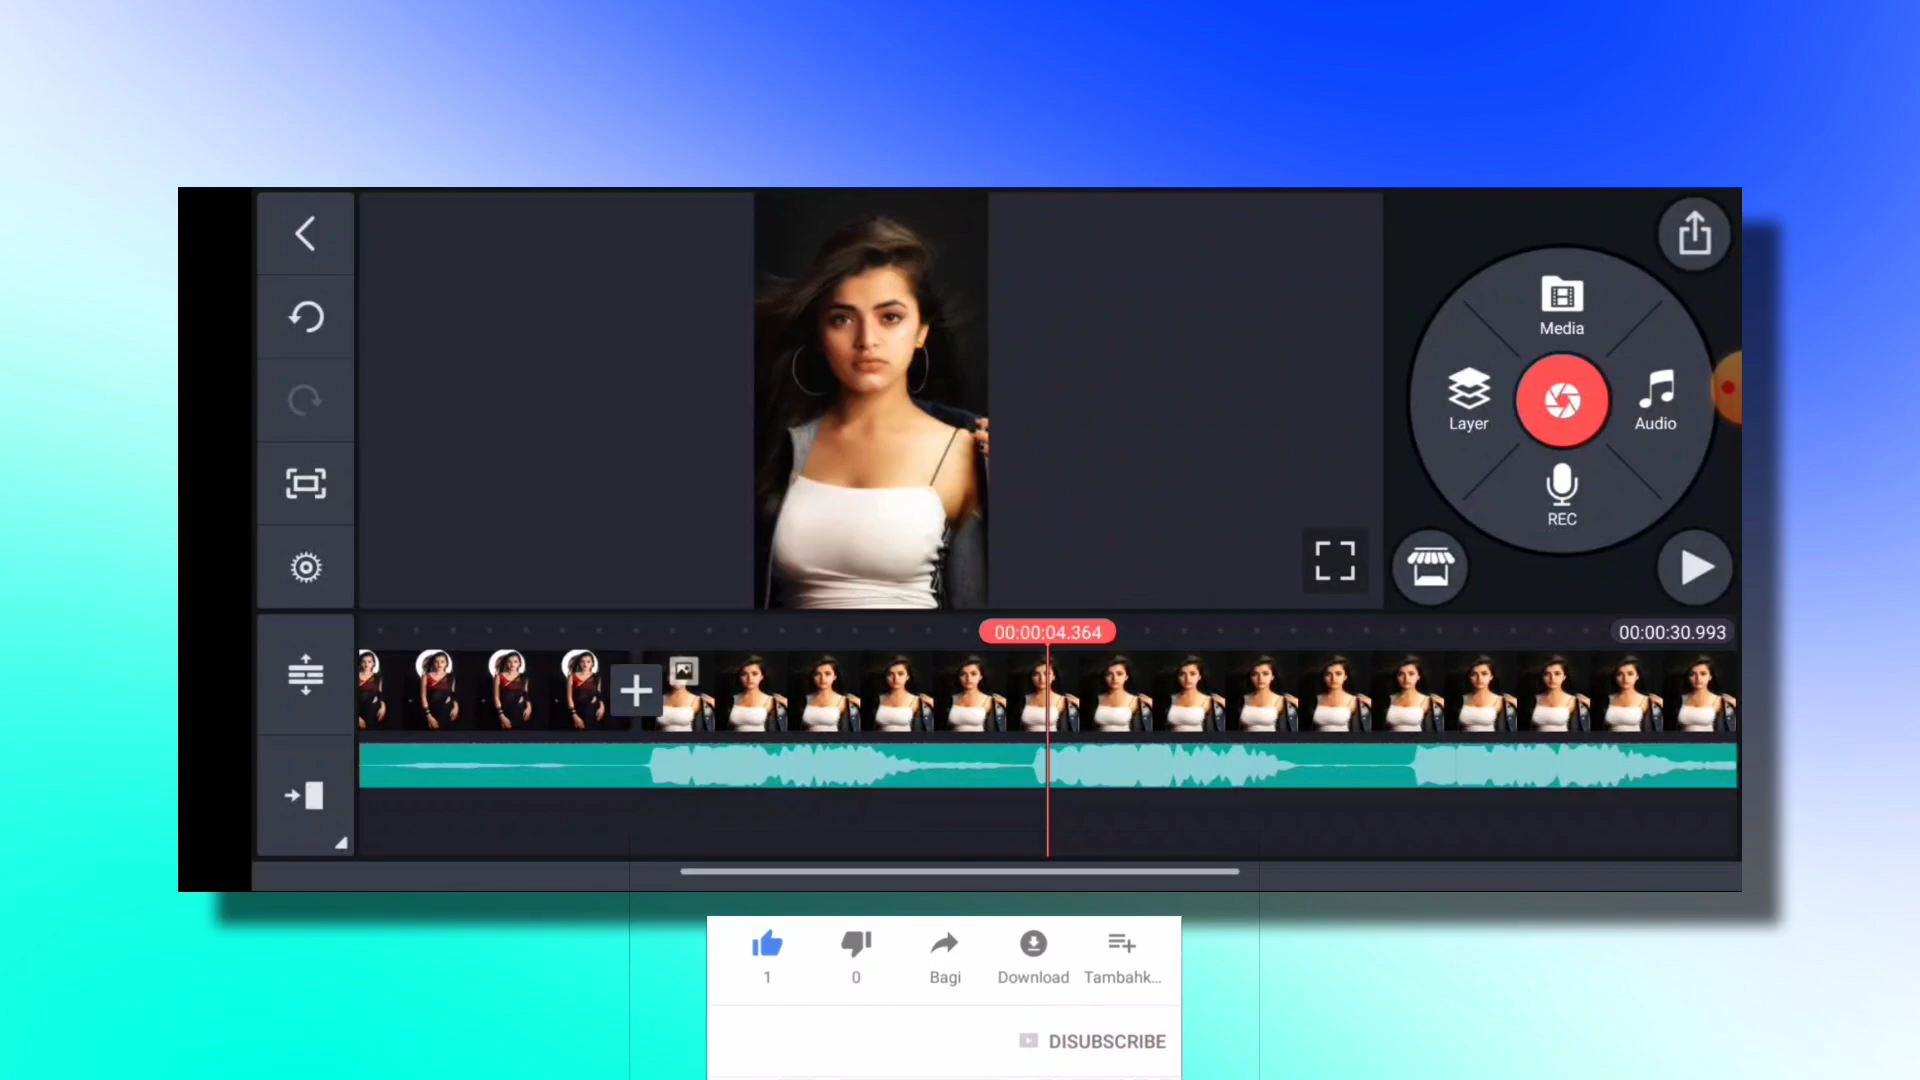 Media
Layer
Audio
REC
00:00:04.364
00:00:30.993
1
0
Bagi
Download
Tambahk...
DISUBSCRIBE